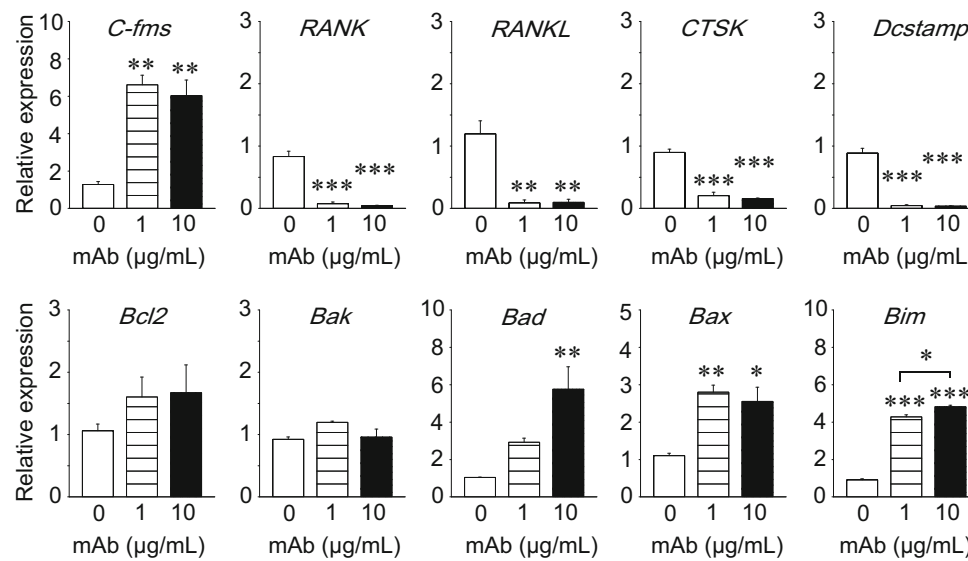 C-fms RANK RANKL CTSK Dcstamp
Relative expression
10 3 3 3 3
8
6 2 2 2 2
4
2 1 1 1 1
0 0 0 0 0
** ** *** *** ** ** *** *** *** ***
0 1 10 0 1 10 0 1 10 0 1 10 0 1 10
mAb (µg/mL) mAb (µg/mL) mAb (µg/mL) mAb (µg/mL) mAb (µg/mL
Bcl2 Bak Bad Bax Bim
Relative expression
3 3 10 5 10
8 4 8
2 2 6 3 6
4 2 4
1 1 2 1 2
0 0 0 0 0
** ** * * *** ***
0 1 10 0 1 10 0 1 10 0 1 10 0 1 10
mAb (µg/mL) mAb (µg/mL) mAb (µg/mL) mAb (µg/mL) mAb (µg/mL)